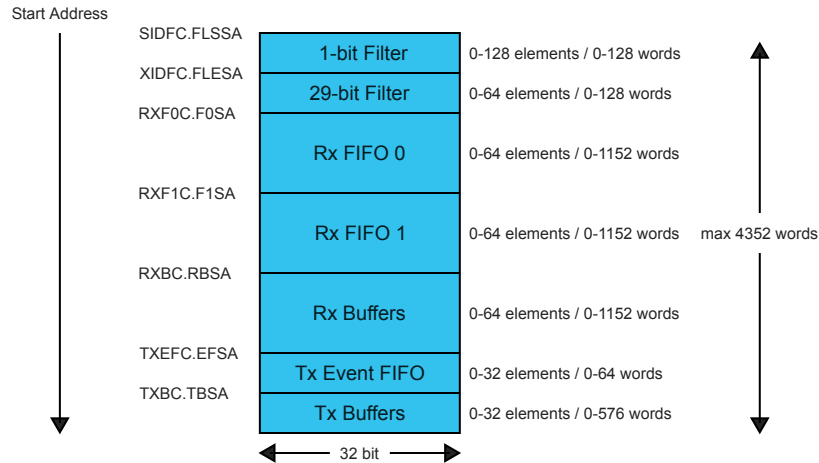 Start Address
SIDFC.FLSSA
1-bit Filter
0-128 elements / 0-128 words
XIDFC.FLESA
29-bit Filter
0-64 elements / 0-128 words
RXF0C.F0SA
Rx FIFO 0
0-64 elements / 0-1152 words
RXF1C.F1SA
Rx FIFO 1
0-64 elements / 0-1152 words
max 4352 words
RXBC.RBSA
Rx Buffers
0-64 elements / 0-1152 words
TXEFC.EFSA
Tx Event FIFO
0-32 elements / 0-64 words
TXBC.TBSA
Tx Buffers
0-32 elements / 0-576 words
32 bit